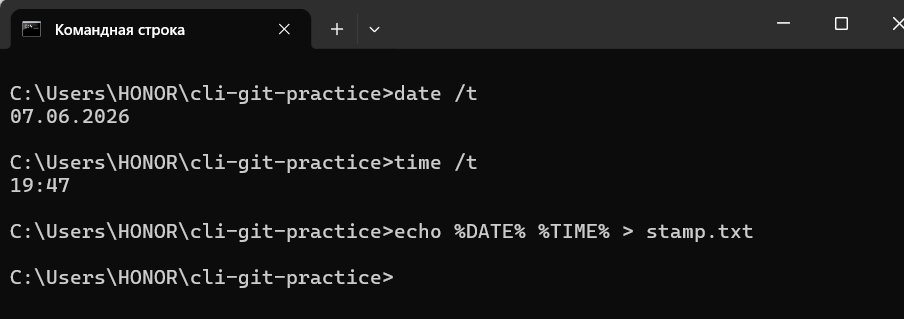 Командная строка
C:\Users\HONOR\cli-git-practice>date /t
07.06.2026
C:\Users\HONOR\cli-git-practice>time /t
19:47
C:\Users\HONOR\cli-git-practice>echo %DATE% %TIME% > stamp.txt
C:\Users\HONOR\cli-git-practice>